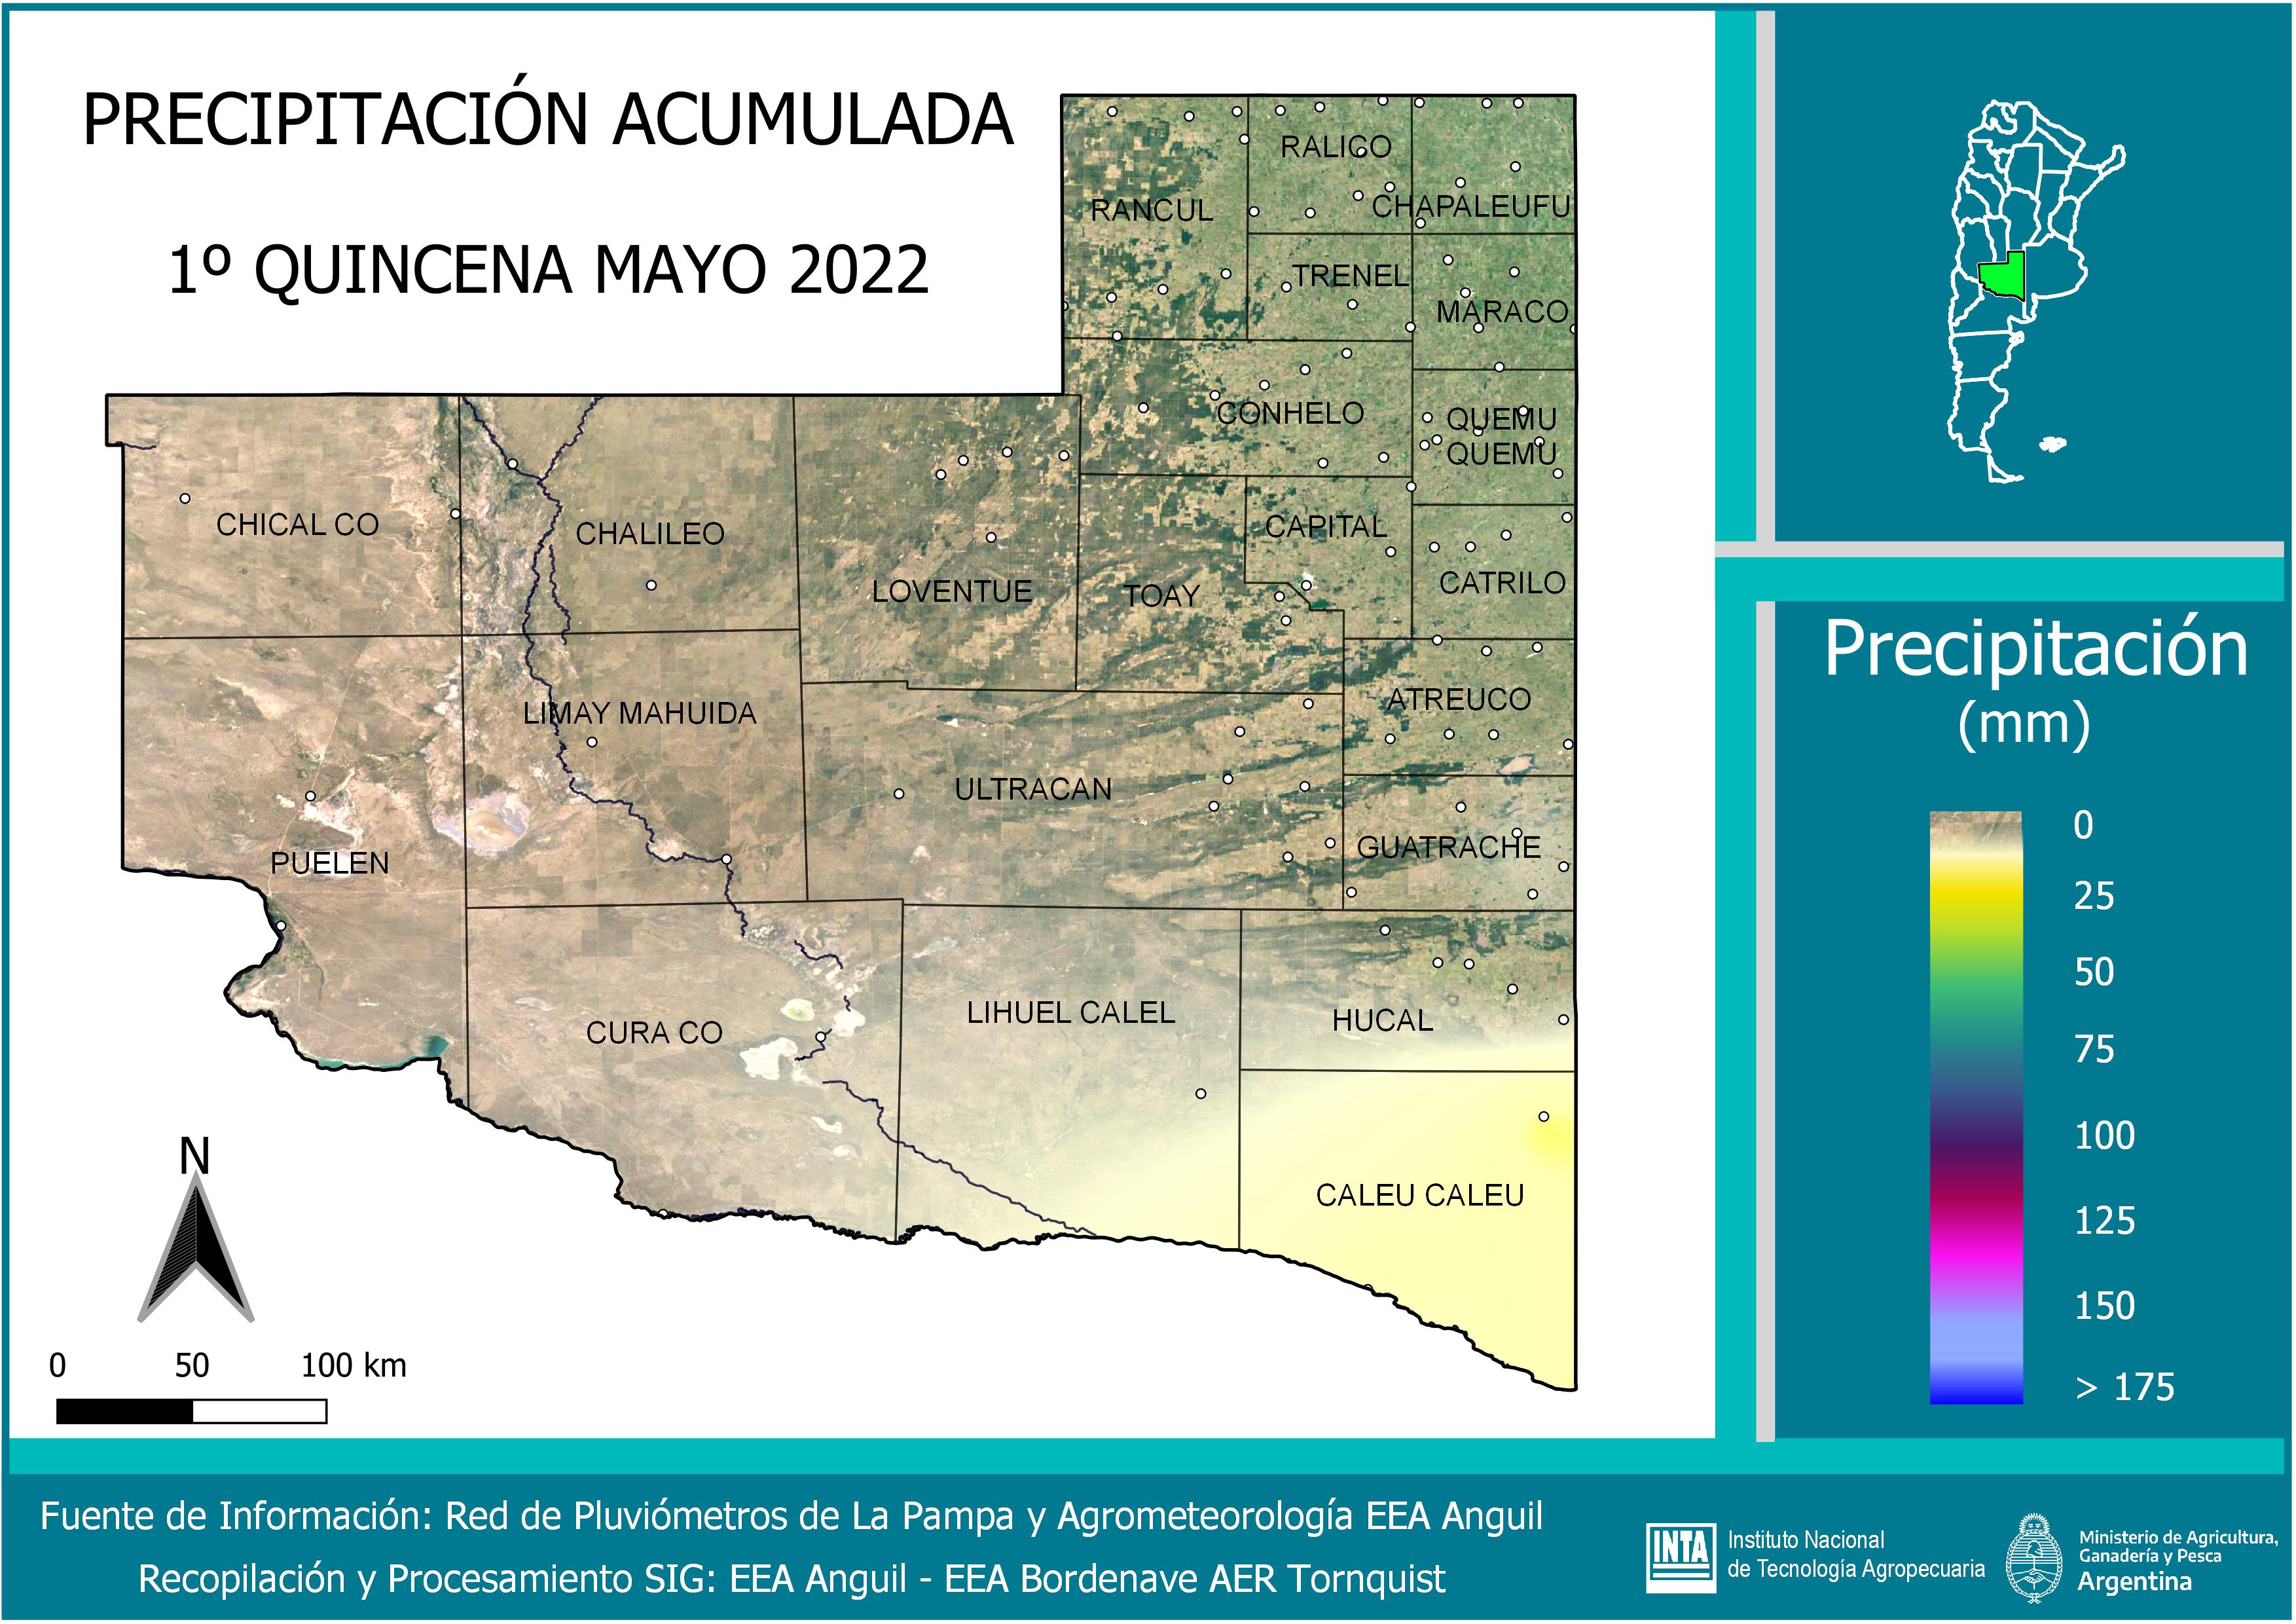 PRECIPITACIÓN ACUMULADA
1º QUINCENA MAYO 2022
RALICO
RANCUL
CHAPALEUFU
TRENEL
MARACO
CONHELO
QUEMU
QUEMU
CHICAL CO
CHALILEO
CAPITAL
LOVENTUE
TOAY
CATRILO
LIMAY MAHUIDA
ATREUCO
ULTRACAN
PUELEN
GUATRACHE
CURA CO
LIHUEL CALEL
HUCAL
CALEU CALEU
N
0 50 100 km
Precipitación
(mm)
0
25
50
75
100
125
150
> 175
Fuente de Información: Red de Pluviómetros de La Pampa y Agrometeorología EEA Anguil
Recopilación y Procesamiento SIG: EEA Anguil - EEA Bordenave AER Tornquist
INTA
Instituto Nacional
de Tecnología Agropecuaria
Ministerio de Agricultura,
Ganadería y Pesca
Argentina